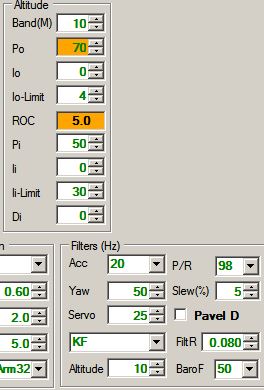 Altitude
Band(M) 10
Po 70
Io 0
Io-Limit 4
ROC 5.0
Pi 50
Ii 0
Ii-Limit 30
Di 0
Filters (Hz)
Acc 20 P/R 98
0.60 Yaw 50 Slew(%) 5
2.0 Servo 25 Pavel D
5.0 KF FiltR 0.080
Arm32 Altitude 10 BaroF 50